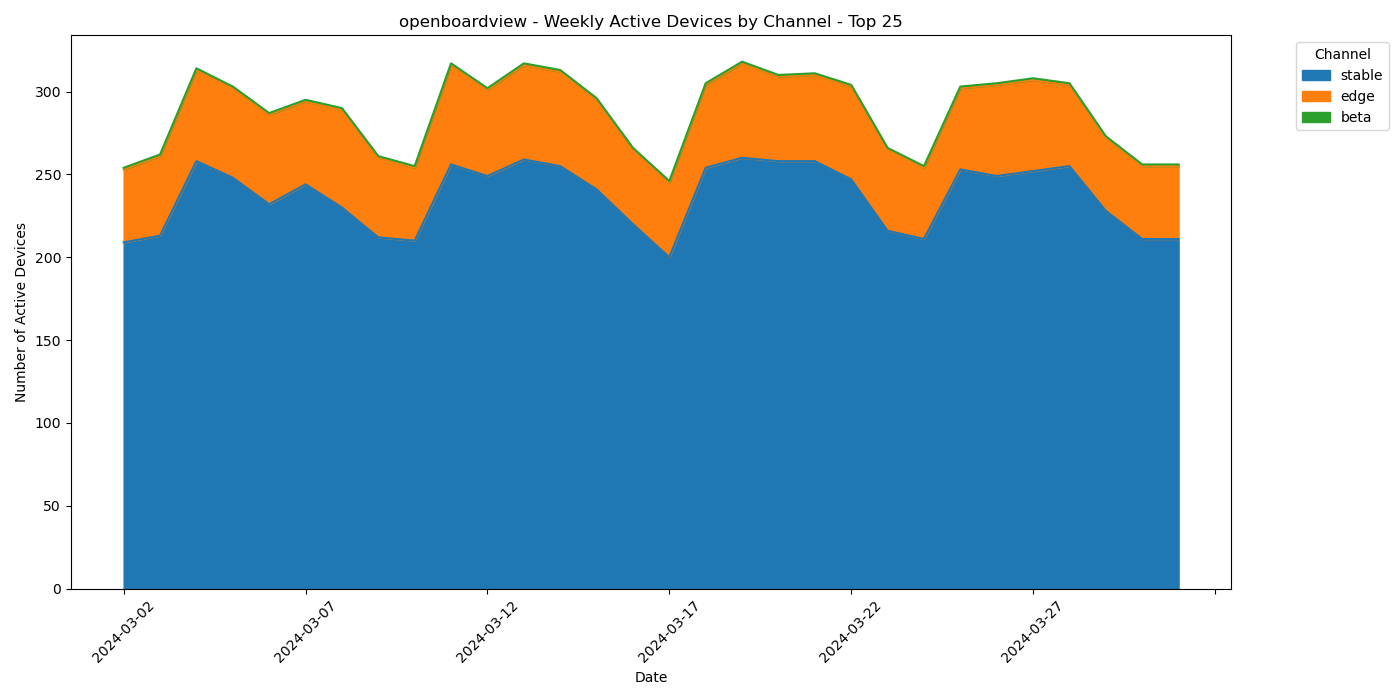 openboardview - Weekly Active Devices by Channel - Top 25
Channel
stable
edge
beta
Number of Active Devices
300
250
200
150
100
50
0
2024-03-02
2024-03-07
2024-03-12
2024-03-17
2024-03-22
2024-03-27
Date